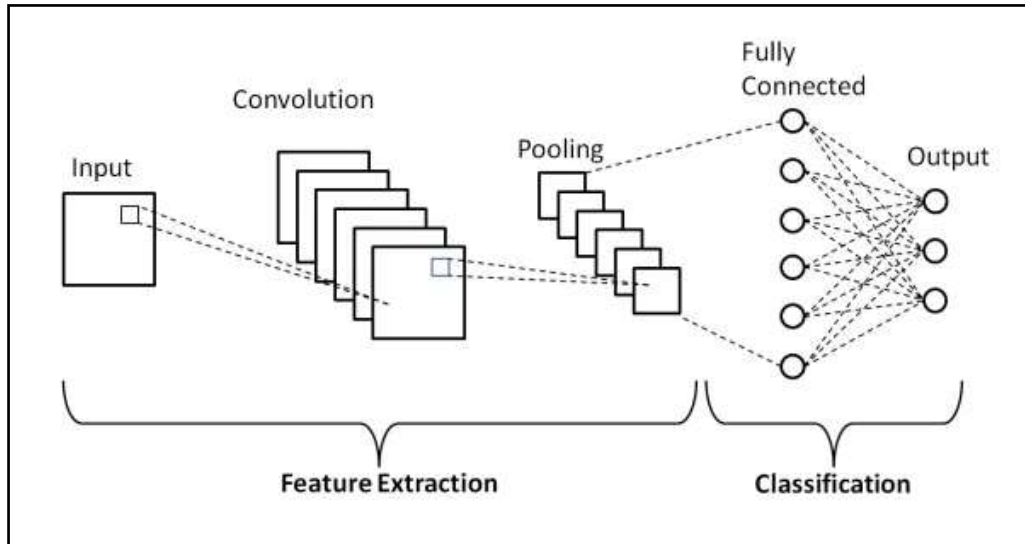 Input
Convolution
Pooling
Fully
Connected
Output
Feature Extraction
Classification